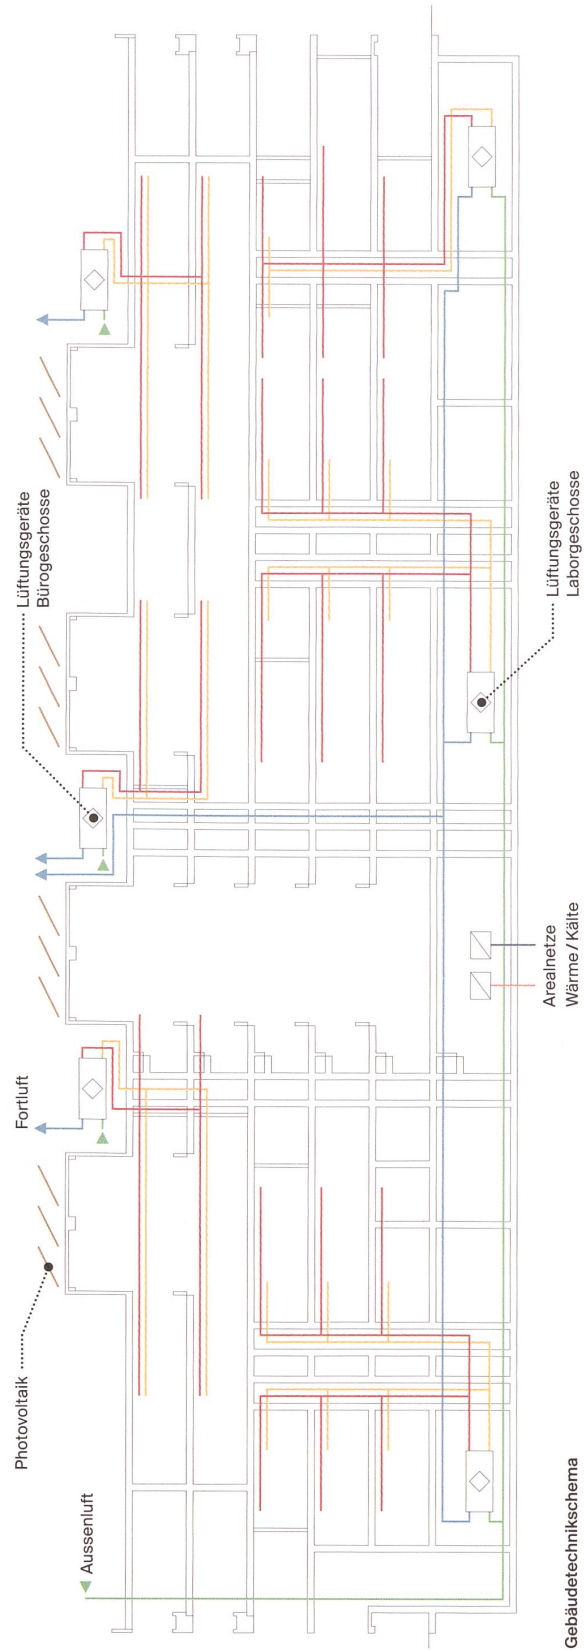 Aussenluft
Photovoltaik
Fortluft
Lüftungsgeräte
Bürogeschosse
Arealnetze
Wärme / Kälte
Lüftungsgeräte
Laborgeschosse
Gebäudetechnikschema